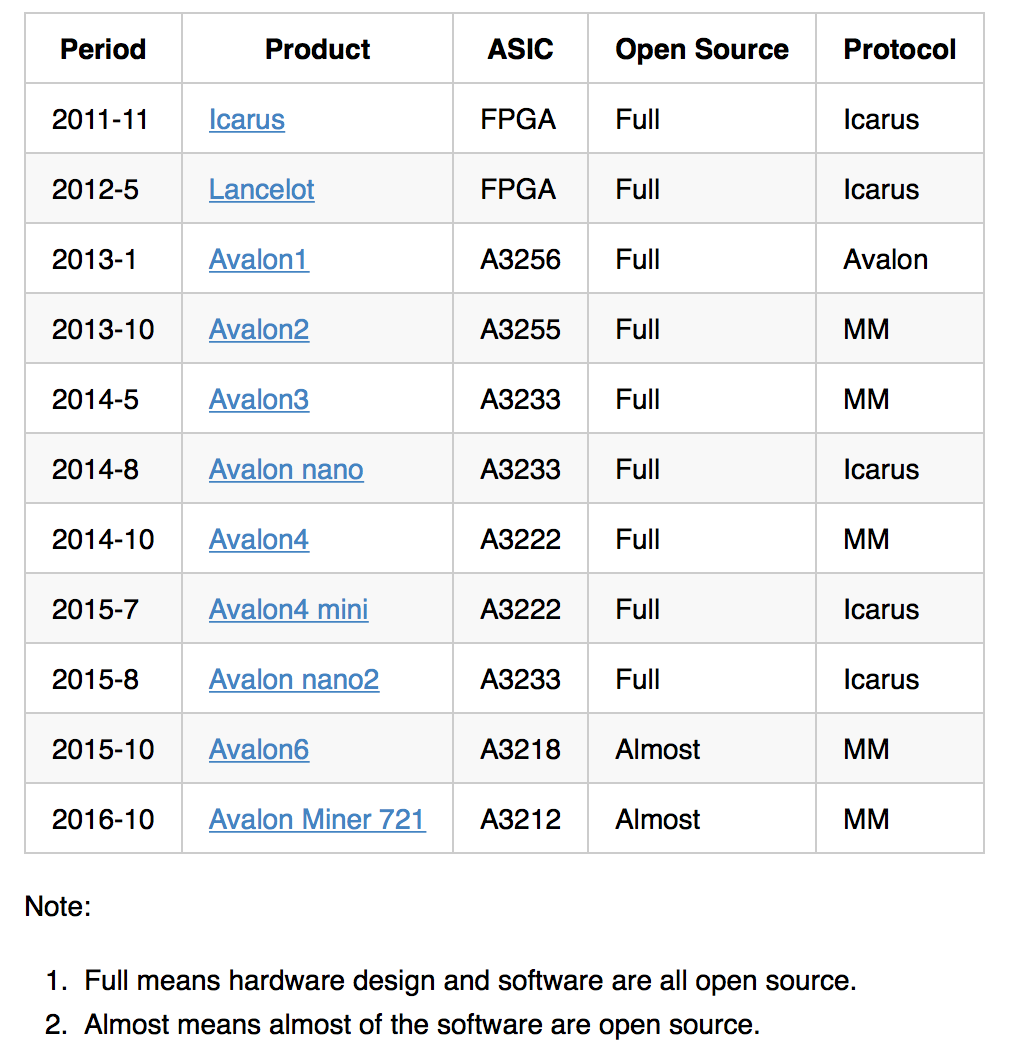 Period Product ASIC Open Source Protocol
2011-11 Icarus FPGA Full Icarus
2012-5 Lancelot FPGA Full Icarus
2013-1 Avalon1 A3256 Full Avalon
2013-10 Avalon2 A3255 Full MM
2014-5 Avalon3 A3233 Full MM
2014-8 Avalon nano A3233 Full Icarus
2014-10 Avalon4 A3222 Full MM
2015-7 Avalon4 mini A3222 Full Icarus
2015-8 Avalon nano2 A3233 Full Icarus
2015-10 Avalon6 A3218 Almost MM
2016-10 Avalon Miner 721 A3212 Almost MM
Note:
1. Full means hardware design and software are all open source.
2. Almost means almost of the software are open source.